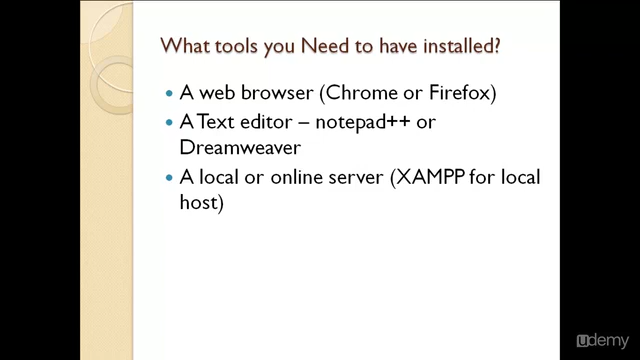 What tools you Need to have installed?
• A web browser (Chrome or Firefox)
• A Text editor – notepad++ or
Dreamweaver
• A local or online server (XAMPP for local
host)
udemy